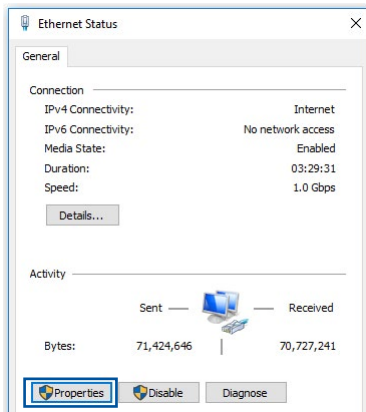 Ethernet Status
General
Connection
IPv4 Connectivity: Internet
IPv6 Connectivity: No network access
Media State: Enabled
Duration: 03:29:31
Speed: 1.0 Gbps
Details...
Activity
Sent — — Received
Bytes: 71,424,646 | 70,727,241
Properties Disable Diagnose